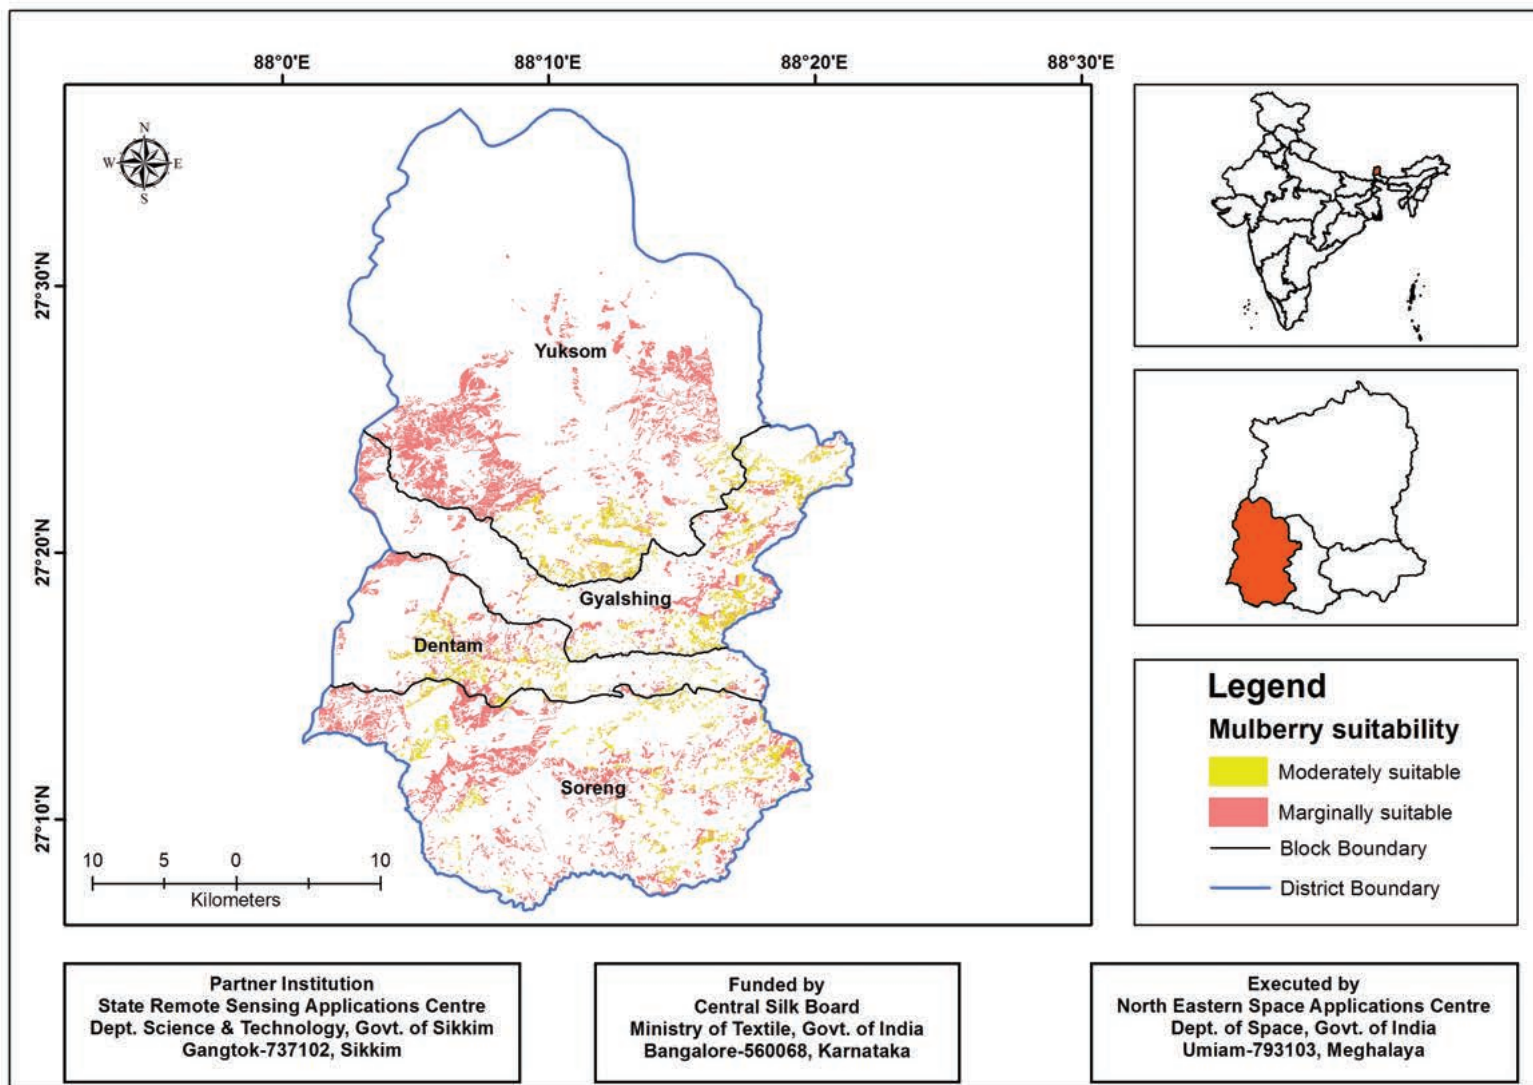 88°0'E
88°10'E
88°20'E
88°30'E
N
W
E
S
27°30'N
27°20'N
27°10'N
Yuksom
Gyalshing
Dentam
Soreng
10 5 0 10
Kilometers
Legend
Mulberry suitability
Moderately suitable
Marginally suitable
Block Boundary
District Boundary
Partner Institution
State Remote Sensing Applications Centre
Dept. Science & Technology, Govt. of Sikkim
Gangtok-737102, Sikkim
Funded by
Central Silk Board
Ministry of Textile, Govt. of India
Bangalore-560068, Karnataka
Executed by
North Eastern Space Applications Centre
Dept. of Space, Govt. of India
Umiam-793103, Meghalaya